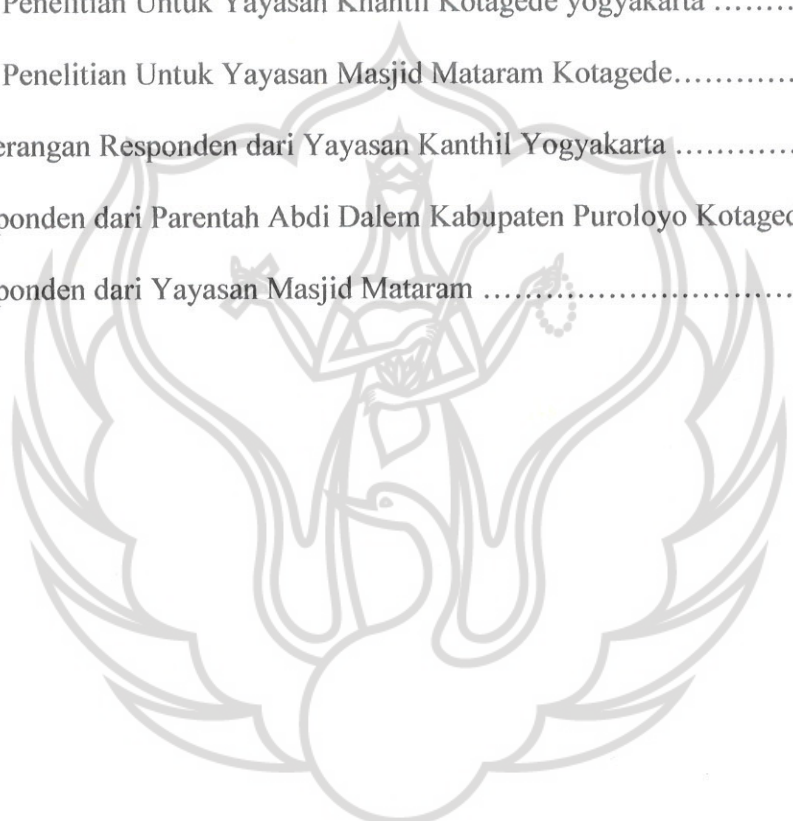 Penelitian Untuk Yayasan Khantil Kotagede yogyakarta ………
Penelitian Untuk Yayasan Masjid Mataram Kotagede…………..
erangan Responden dari Yayasan Kanthil Yogyakarta …………..
ponden dari Parentah Abdi Dalem Kabupaten Puroloyo Kotaged
ponden dari Yayasan Masjid Mataram ……………………………..